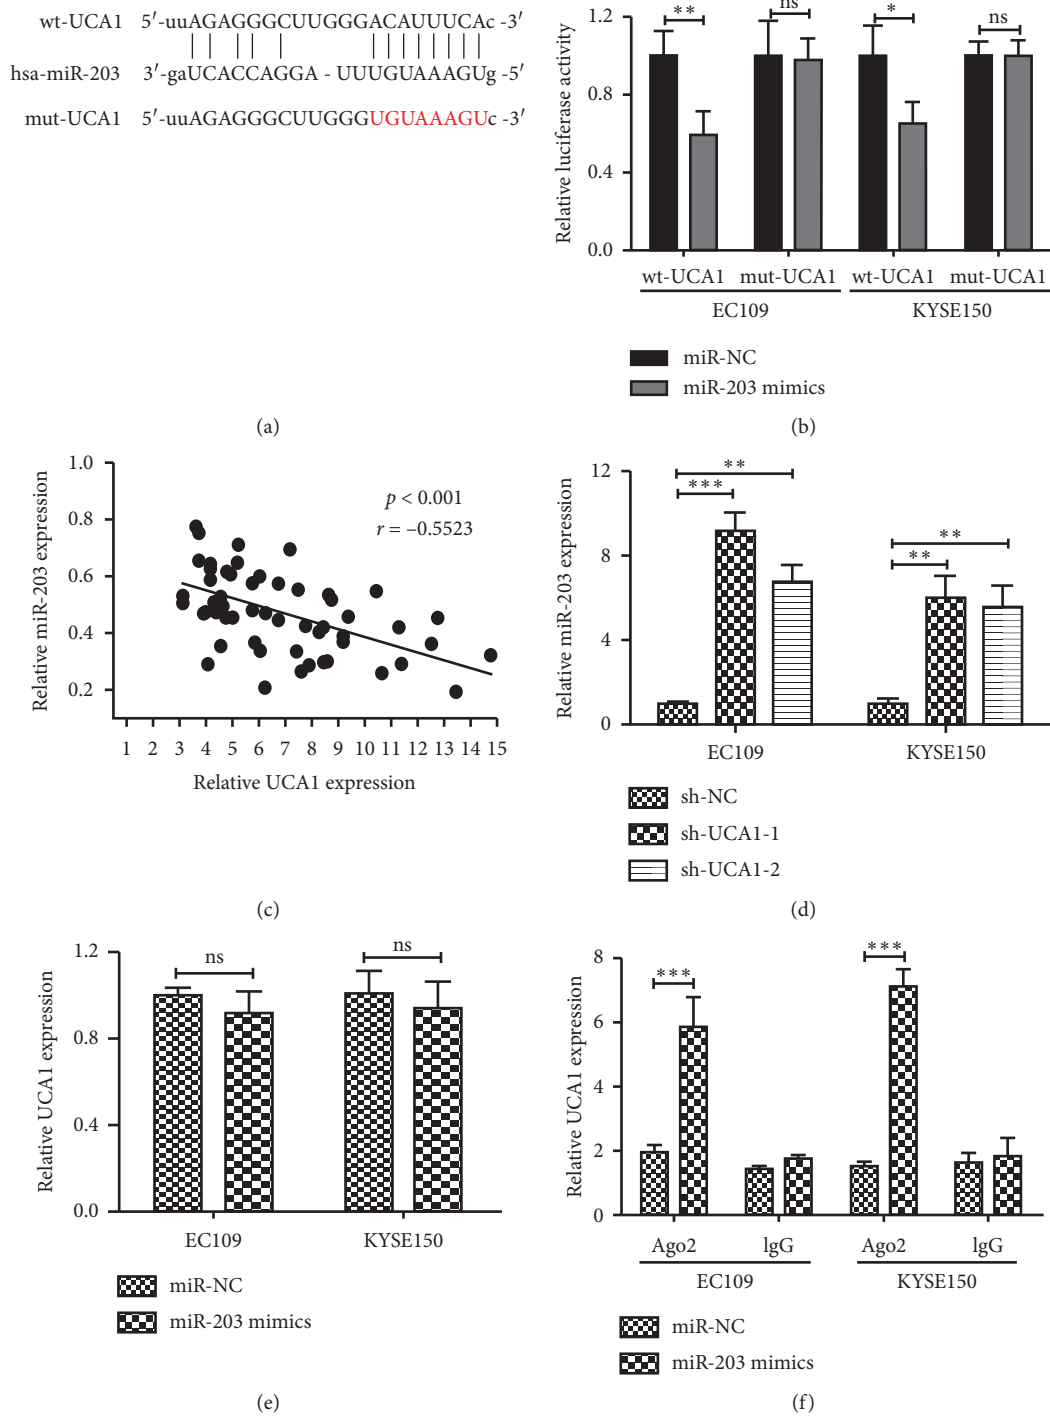 wt-UCA1 5′-uuAGAGGGCUUGGGACAUUUCAc -3′
hsa-miR-203 3′-gaUCACCAGGA - UUUGUAAAGUg -5′
mut-UCA1 5′-uuAGAGGGCUUGGGUGUAAAGUc -3′
(a)
Relative luciferase activity
1.2
0.8
0.4
0.0
** ns * ns
wt-UCA1 mut-UCA1 wt-UCA1 mut-UCA1
EC109 KYSE150
miR-NC
miR-203 mimics
(b)
Relative miR-203 expression
1.0
0.8
0.6
0.4
0.2
p < 0.001
r = –0.5523
1 2 3 4 5 6 7 8 9 10 11 12 13 14 15
Relative UCA1 expression
(c)
Relative miR-203 expression
12
8
4
0
**
***
**
**
EC109 KYSE150
sh-NC
sh-UCA1-1
sh-UCA1-2
(d)
Relative UCA1 expression
1.2
0.8
0.4
0.0
ns ns
EC109 KYSE150
miR-NC
miR-203 mimics
(e)
Relative UCA1 expression
8
6
4
2
0
*** ***
Ago2 lgG Ago2 lgG
EC109 KYSE150
miR-NC
miR-203 mimics
(f)